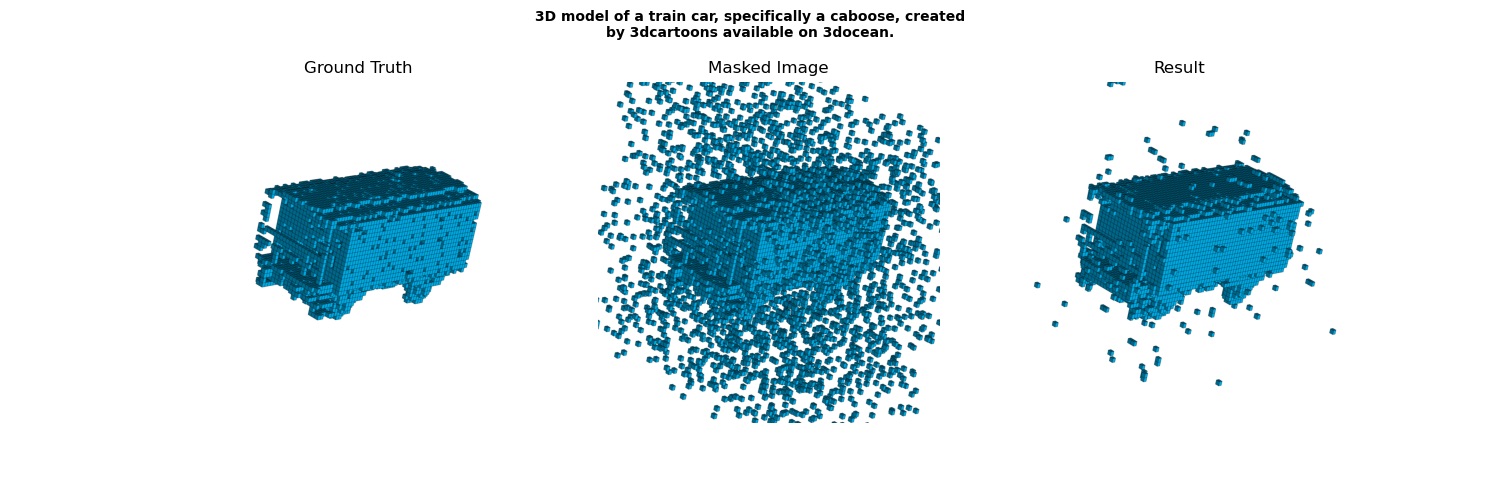 3D model of a train car, specifically a caboose, created
by 3dcartoons available on 3docean.
Ground Truth
Masked Image
Result